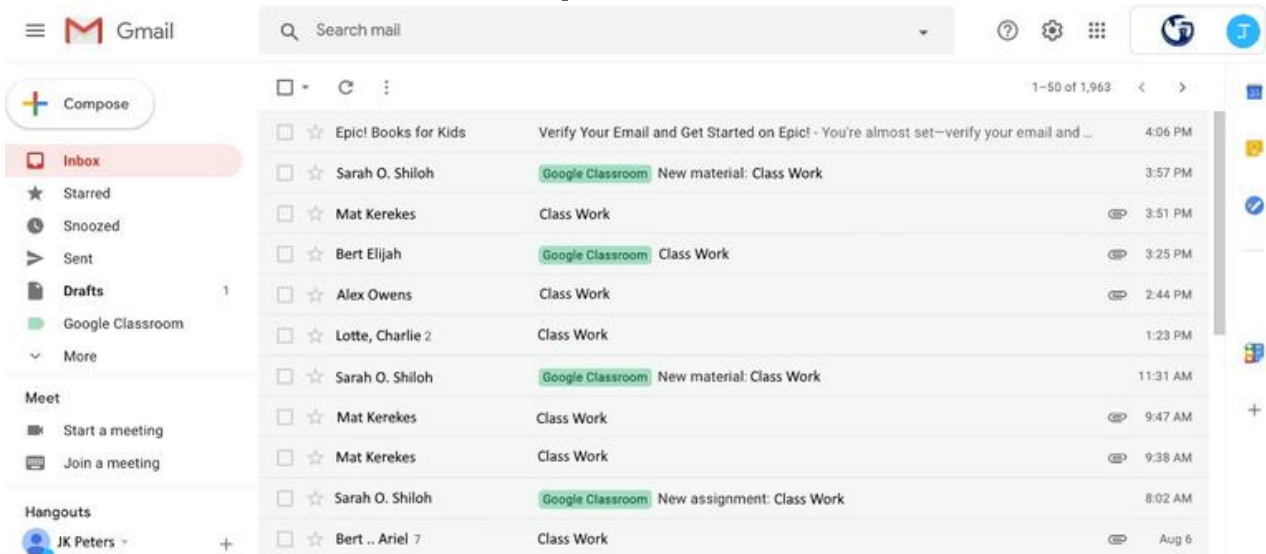 Gmail
Search mail
J
Compose
1–50 of 1,963
31
Epic! Books for Kids Verify Your Email and Get Started on Epic! - You're almost set—verify your email and ... 4:06 PM
Inbox
Sarah O. Shiloh Google Classroom New material: Class Work 3:57 PM
Starred
Mat Kerekes Class Work 3:51 PM
Snoozed
Bert Elijah Google Classroom Class Work 3:25 PM
Sent
Drafts 1
Alex Owens Class Work 2:44 PM
Google Classroom
Lotte, Charlie 2 Class Work 1:23 PM
More
Sarah O. Shiloh Google Classroom New material: Class Work 11:31 AM
Meet
Mat Kerekes Class Work 9:47 AM
Start a meeting
Mat Kerekes Class Work 9:38 AM
Join a meeting
Sarah O. Shiloh Google Classroom New assignment: Class Work 8:02 AM
Hangouts
JK Peters
Bert .. Ariel 7 Class Work Aug 6